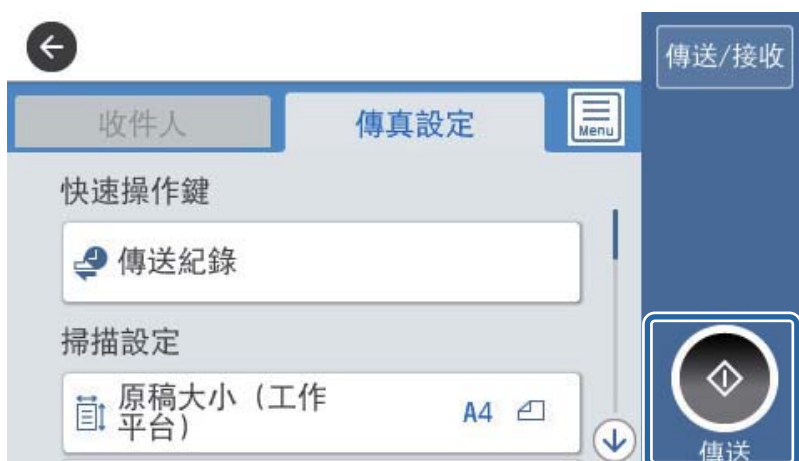 傳送/接收
收件人
傳真設定
Menu
快速操作鍵
傳送紀錄
掃描設定
原稿大小（工作
平台）
A4
傳送